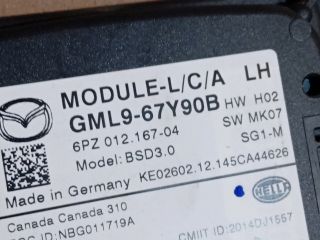 MODULE-L/C/A LH
GML9-67Y90B HW H02
6PZ 012.167-04 SW MK07
Model: BSD3.0 SG1-M
Made in Germany KE02602.12.145CA44626
HELLA
Canada Canada 310
ID:NBG011719A CMIIT ID:2014DJ1557